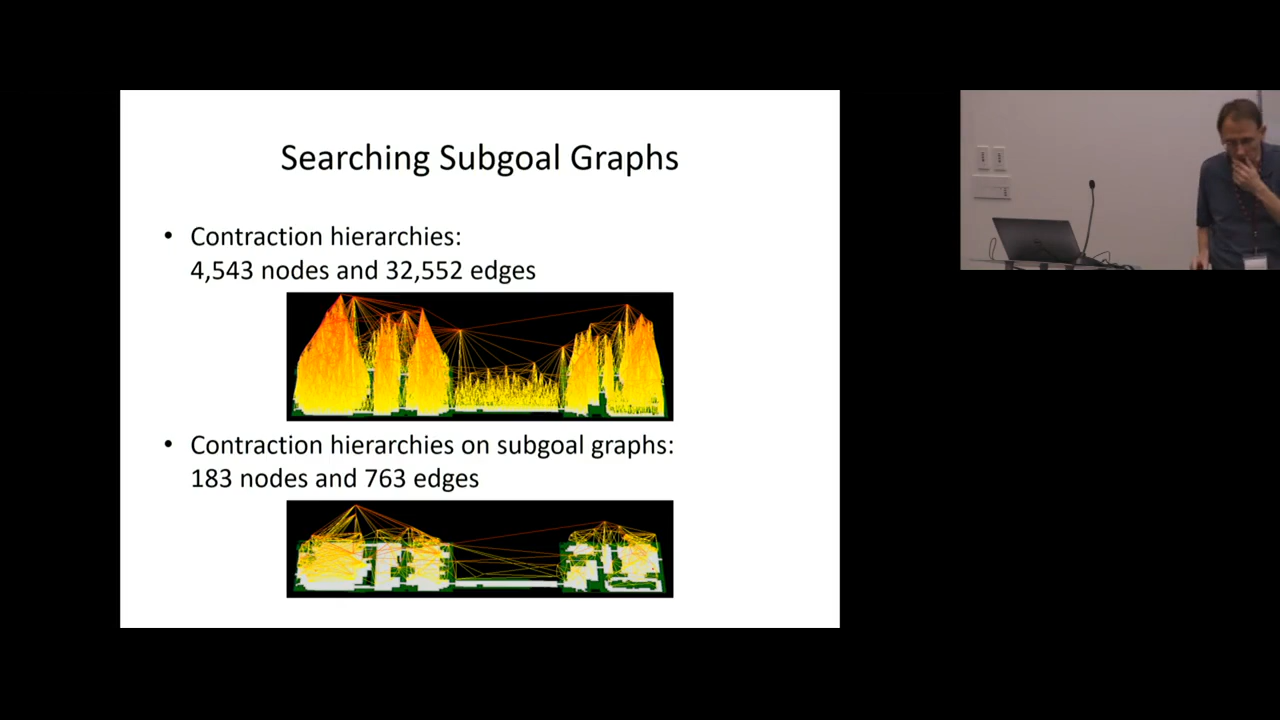 Searching Subgoal Graphs
• Contraction hierarchies:
4,543 nodes and 32,552 edges
• Contraction hierarchies on subgoal graphs:
183 nodes and 763 edges